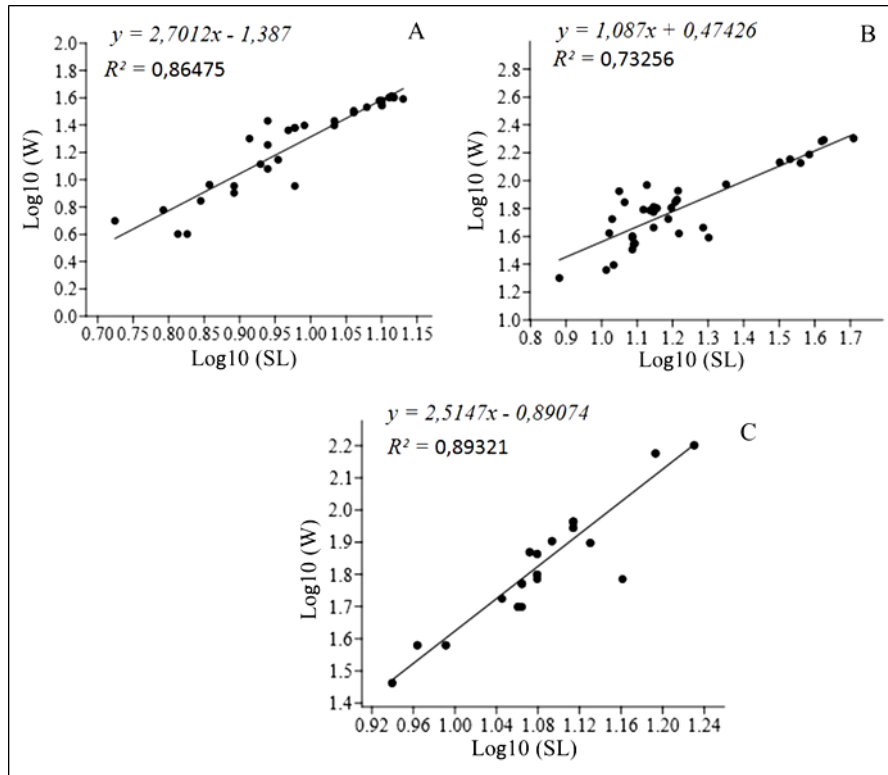 y = 2,7012x - 1,387
A
R² = 0,86475
2.0
1.8
1.6
1.4
1.2
1.0
0.8
0.6
0.4
0.2
0.0
Log10 (W)
0.70 0.80 0.85 0.90 0.95 1.00 1.05 1.10 1.15
Log10 (SL)
y = 1,087x + 0,47426
B
R² = 0,73256
2.8
2.6
2.4
2.2
2.0
1.8
1.6
1.4
1.2
1.0
Log10 (W)
0.8 0.9 1.0 1.1 1.2 1.3 1.4 1.5 1.6 1.7
Log10 (SL)
y = 2,5147x - 0,89074
C
R² = 0,89321
2.2
2.1
2.0
1.9
1.8
1.7
1.6
1.5
1.4
Log10 (W)
0.92 0.96 1.00 1.04 1.08 1.12 1.16 1.20 1.24
Log10 (SL)